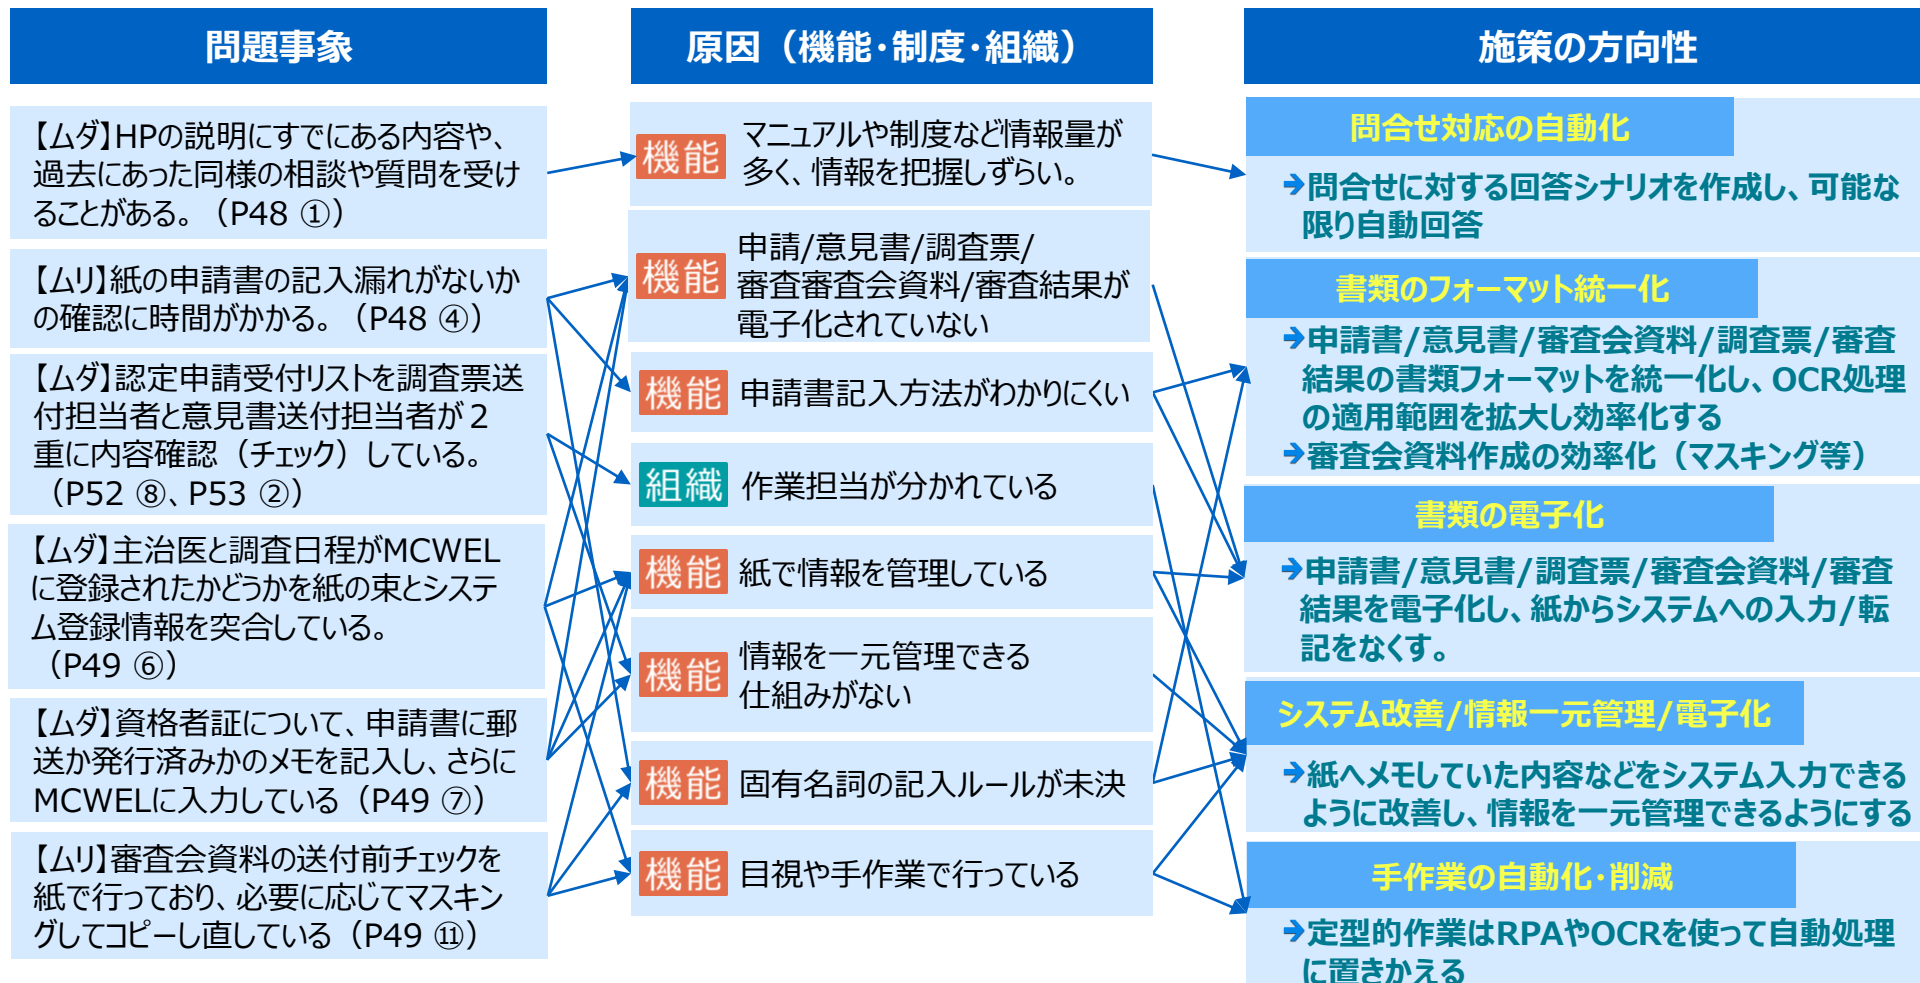 問題事象
【ムダ】HPの説明にすでにある内容や、
過去にあった同様の相談や質問を受け
ることがある。（P48 ①）
【ムリ】紙の申請書の記入漏れがないか
の確認に時間がかかる。（P48 ④）
【ムダ】認定申請受付リストを調査票送
付担当者と意見書送付担当者が２
重に内容確認（チェック）している。
（P52 ⑧、P53 ②）
【ムダ】主治医と調査日程がMCWEL
に登録されたかどうかを紙の束とシステ
ム登録情報を突合している。
（P49 ⑥）
【ムダ】資格者証について、申請書に郵
送か発行済みかのメモを記入し、さらに
MCWELに入力している（P49 ⑦）
【ムリ】審査会資料の送付前チェックを
紙で行っており、必要に応じてマスキン
グしてコピーし直している（P49 ⑪）
原因（機能・制度・組織）
機能
マニュアルや制度など情報量が
多く、情報を把握しずらい。
機能
申請/意見書/調査票/
審査審査会資料/審査結果が
電子化されていない
機能 申請書記入方法がわかりにくい
組織 作業担当が分かれている
機能 紙で情報を管理している
機能
情報を一元管理できる
仕組みがない
機能 固有名詞の記入ルールが未決
機能 目視や手作業で行っている
施策の方向性
問合せ対応の自動化
➔問合せに対する回答シナリオを作成し、可能な
限り自動回答
書類のフォーマット統一化
➔申請書/意見書/審査会資料/調査票/審査
結果の書類フォーマットを統一化し、OCR処理
の適用範囲を拡大し効率化する
➔審査会資料作成の効率化（マスキング等）
書類の電子化
➔申請書/意見書/調査票/審査会資料/審査
結果を電子化し、紙からシステムへの入力/転
記をなくす。
システム改善/情報一元管理/電子化
➔紙へメモしていた内容などをシステム入力できる
ように改善し、情報を一元管理できるようにする
手作業の自動化・削減
➔定型的作業はRPAやOCRを使って自動処理
に置きかえる